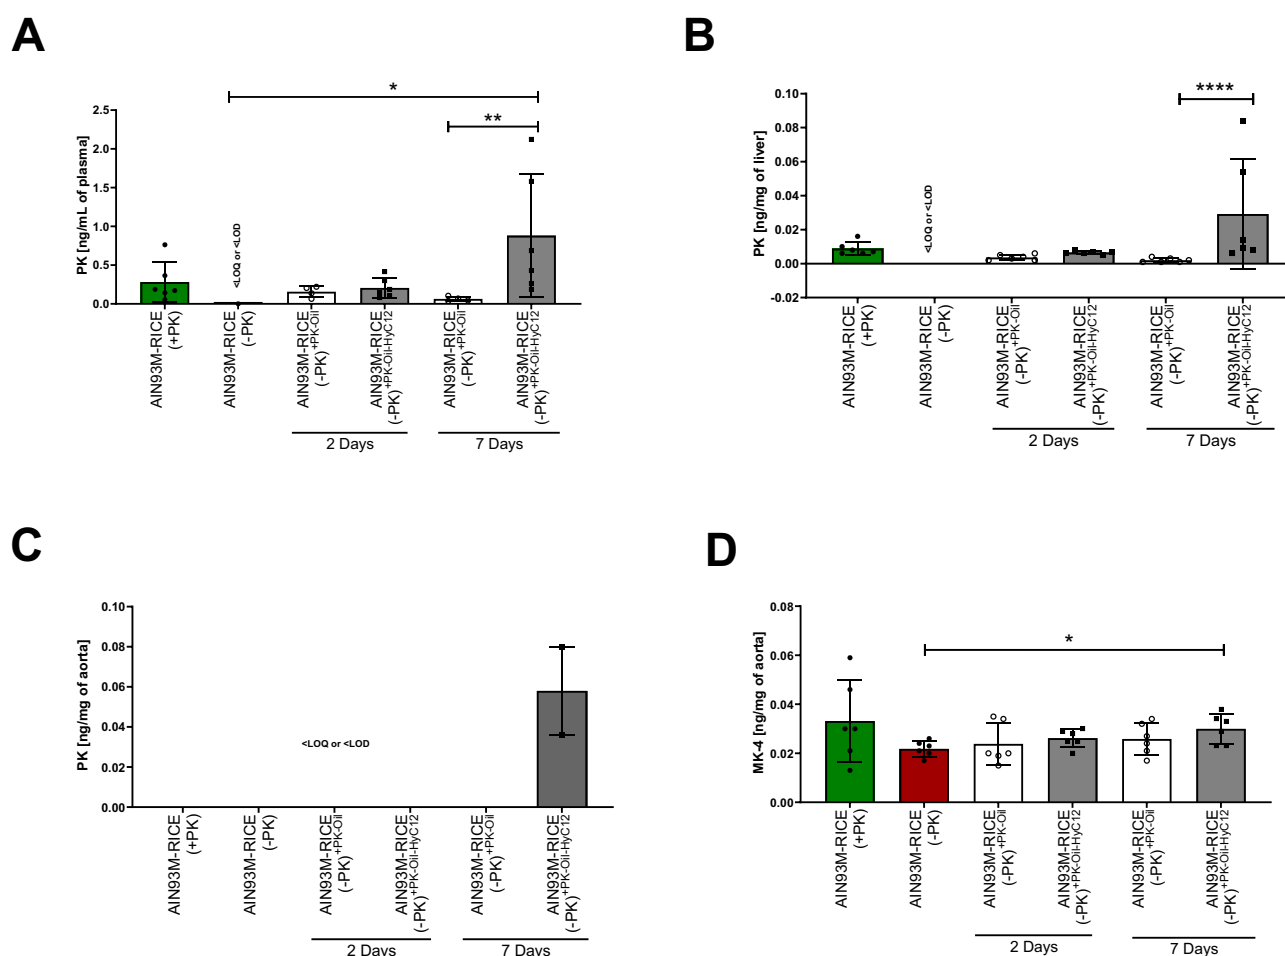 A
*
**
2.5
2.0
1.5
1.0
0.5
0.0
PK [ng/mL of plasma]
<LOQ or <LOD
AIN93M-RICE
(+PK)
AIN93M-RICE
(-PK)
AIN93M-RICE
(-PK)+PK-Oil
AIN93M-RICE
(-PK)+PK-Oil-HyC12
AIN93M-RICE
(-PK)+PK-Oil
AIN93M-RICE
(-PK)+PK-Oil-HyC12
2 Days
7 Days
B
****
0.10
0.08
0.06
0.04
0.02
0.00
-0.02
PK [ng/mg of liver]
<LOQ or <LOD
AIN93M-RICE
(+PK)
AIN93M-RICE
(-PK)
AIN93M-RICE
(-PK)+PK-Oil
AIN93M-RICE
(-PK)+PK-Oil-HyC12
AIN93M-RICE
(-PK)+PK-Oil
AIN93M-RICE
(-PK)+PK-Oil-HyC12
2 Days
7 Days
C
0.10
0.08
0.06
0.04
0.02
0.00
PK [ng/mg of aorta]
<LOQ or <LOD
AIN93M-RICE
(+PK)
AIN93M-RICE
(-PK)
AIN93M-RICE
(-PK)+PK-Oil
AIN93M-RICE
(-PK)+PK-Oil-HyC12
AIN93M-RICE
(-PK)+PK-Oil
AIN93M-RICE
(-PK)+PK-Oil-HyC12
2 Days
7 Days
D
*
0.08
0.06
0.04
0.02
0.00
MK-4 [ng/mg of aorta]
AIN93M-RICE
(+PK)
AIN93M-RICE
(-PK)
AIN93M-RICE
(-PK)+PK-Oil
AIN93M-RICE
(-PK)+PK-Oil-HyC12
AIN93M-RICE
(-PK)+PK-Oil
AIN93M-RICE
(-PK)+PK-Oil-HyC12
2 Days
7 Days